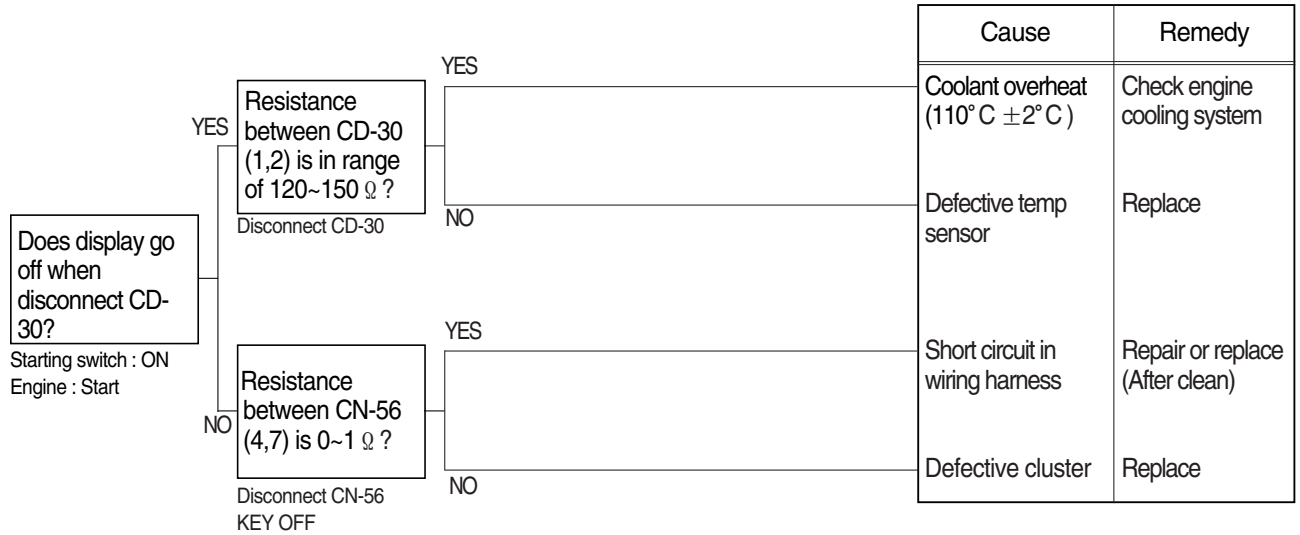 Cause
Remedy
YES
Coolant overheat
(110°C ±2°C)
Check engine
cooling system
YES
Resistance
between CD-30
(1,2) is in range
of 120~150 Ω ?
Disconnect CD-30
NO
Defective temp
sensor
Replace
Does display go
off when
disconnect CD-
30?
Starting switch : ON
Engine : Start
YES
Short circuit in
wiring harness
Repair or replace
(After clean)
NO
Resistance
between CN-56
(4,7) is 0~1 Ω ?
Disconnect CN-56
KEY OFF
NO
Defective cluster
Replace